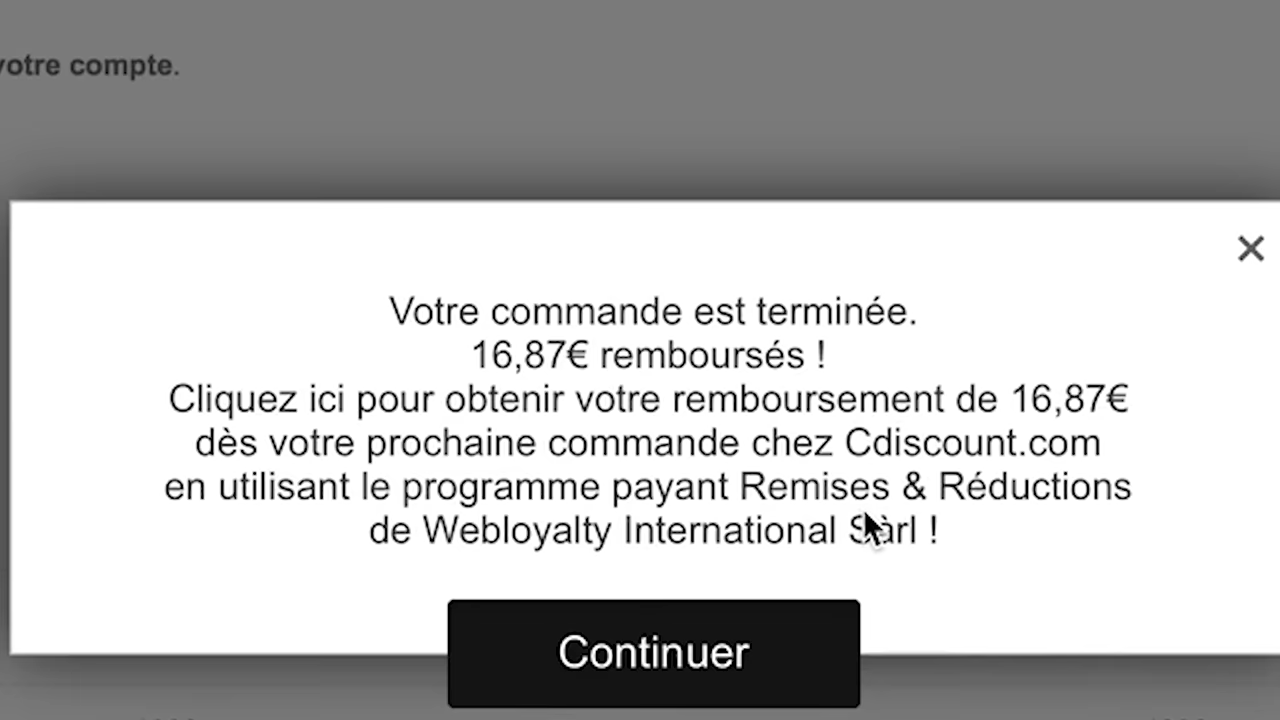 votre compte.
Votre commande est terminée.
16,87€ remboursés !
Cliquez ici pour obtenir votre remboursement de 16,87€
dès votre prochaine commande chez Cdiscount.com
en utilisant le programme payant Remises & Réductions
de Webloyalty International Sàrl !
Continuer